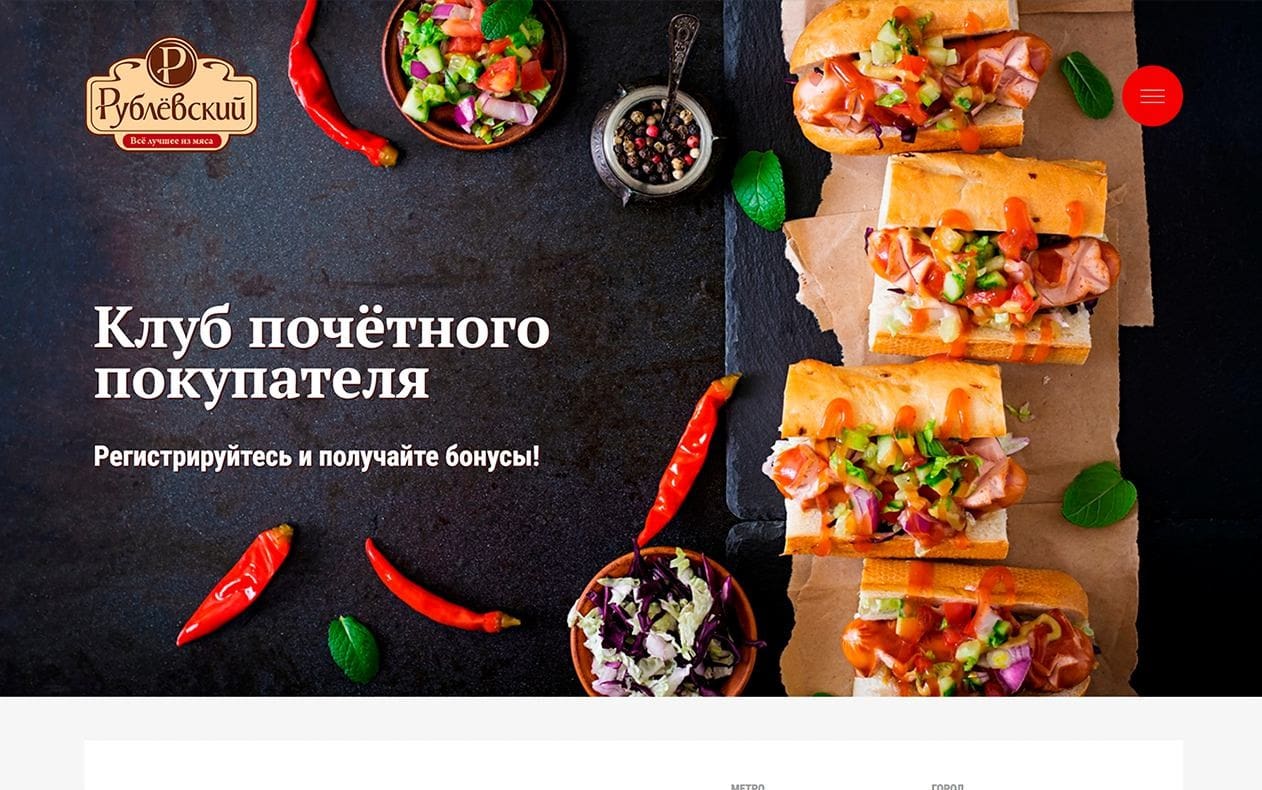 Рублёвский
Всё лучшее из мяса
Клуб почётного
покупателя
Регистрируйтесь и получайте бонусы!
МЕТРО
ГОРОД